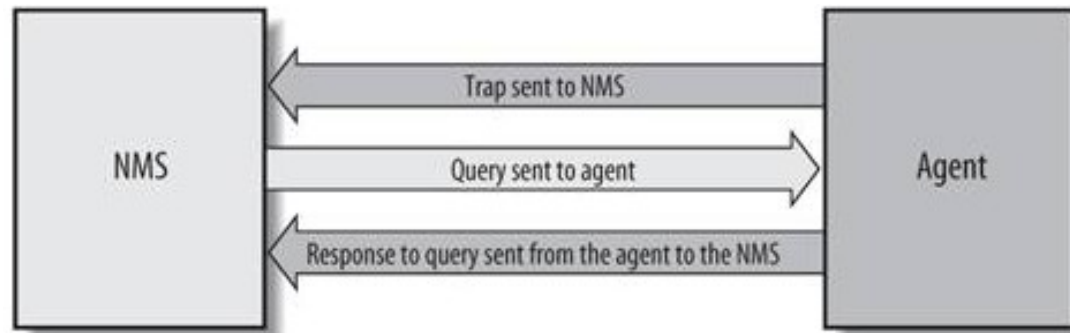 Trap sent to NMS
NMS
Query sent to agent
Agent
Response to query sent from the agent to the NMS